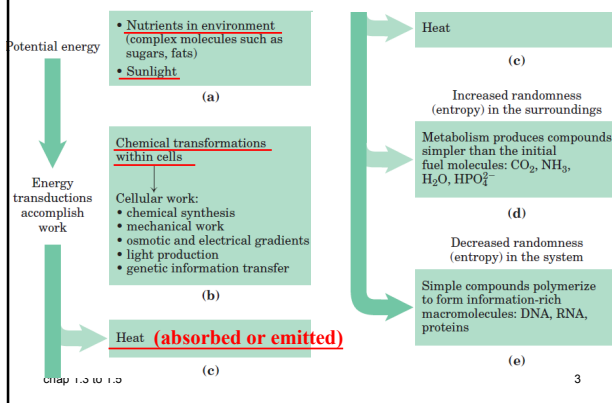 Potential energy
• Nutrients in environment
(complex molecules such as
sugars, fats)
• Sunlight
(a)
Energy
transductions
accomplish
work
Chemical transformations
within cells
Cellular work:
• chemical synthesis
• mechanical work
• osmotic and electrical gradients
• light production
• genetic information transfer
(b)
Heat (absorbed or emitted)
(c)
Heat
(c)
Increased randomness
(entropy) in the surroundings
Metabolism produces compounds
simpler than the initial
fuel molecules: CO₂, NH₃,
H₂O, HPO₄²⁻
(d)
Decreased randomness
(entropy) in the system
Simple compounds polymerize
to form information-rich
macromolecules: DNA, RNA,
proteins
(e)
chap 1.3 to 1.5
3